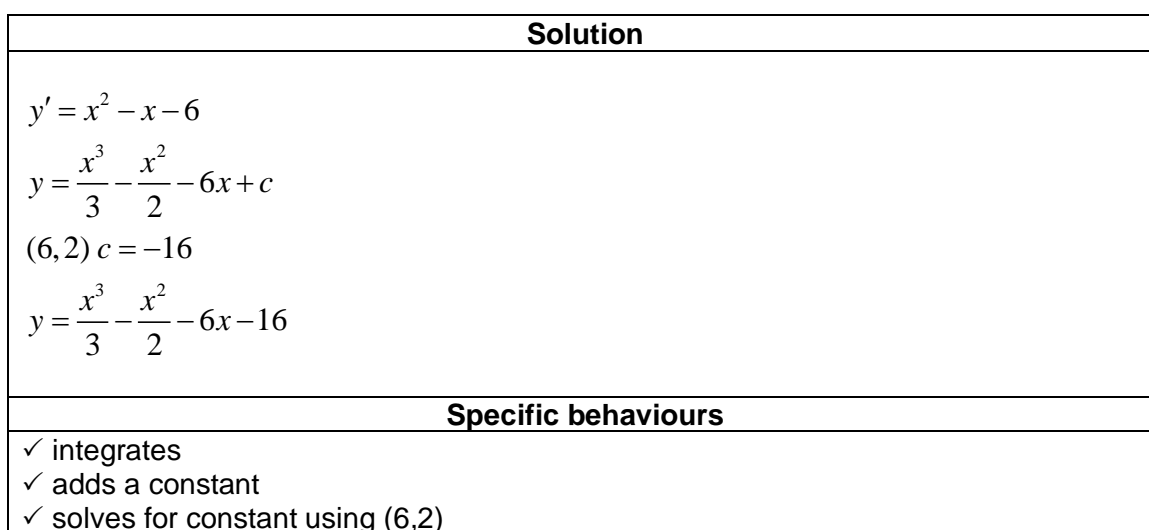 Solution
y′ = x² − x − 6
y = x³/3 − x²/2 − 6x + c
(6, 2) c = −16
y = x³/3 − x²/2 − 6x − 16
Specific behaviours
✓ integrates
✓ adds a constant
✓ solves for constant using (6,2)